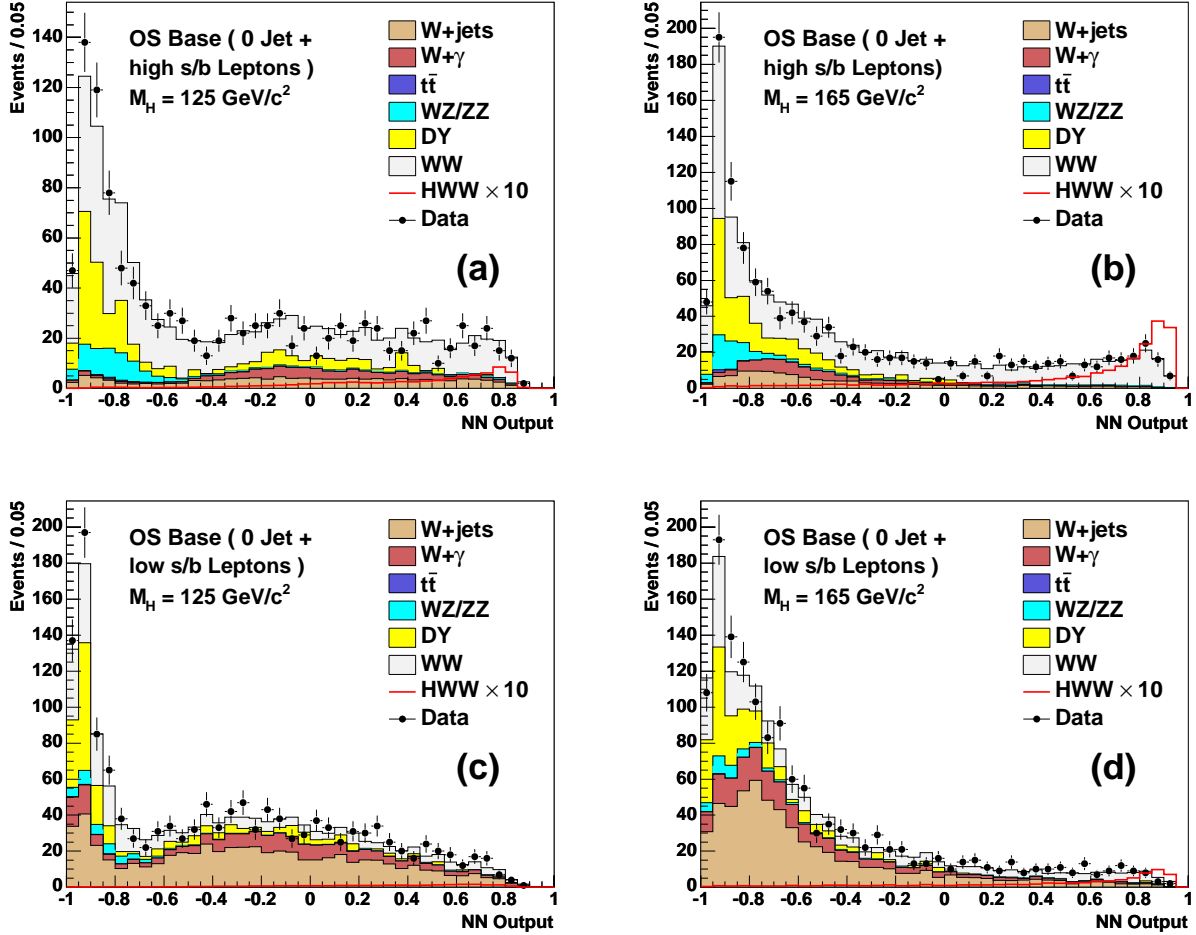 Events / 0.05
OS Base ( 0 Jet +
high s/b Leptons )
M_H = 125 GeV/c²
W+jets
W+γ
tt̄
WZ/ZZ
DY
WW
HWW × 10
Data
(a)
140
120
100
80
60
40
20
0
-1 -0.8 -0.6 -0.4 -0.2 0 0.2 0.4 0.6 0.8 1
NN Output
Events / 0.05
OS Base ( 0 Jet +
high s/b Leptons)
M_H = 165 GeV/c²
W+jets
W+γ
tt̄
WZ/ZZ
DY
WW
HWW × 10
Data
(b)
200
180
160
140
120
100
80
60
40
20
0
-1 -0.8 -0.6 -0.4 -0.2 0 0.2 0.4 0.6 0.8 1
NN Output
Events / 0.05
OS Base ( 0 Jet +
low s/b Leptons )
M_H = 125 GeV/c²
W+jets
W+γ
tt̄
WZ/ZZ
DY
WW
HWW × 10
Data
(c)
200
180
160
140
120
100
80
60
40
20
0
-1 -0.8 -0.6 -0.4 -0.2 0 0.2 0.4 0.6 0.8 1
NN Output
Events / 0.05
OS Base ( 0 Jet +
low s/b Leptons )
M_H = 165 GeV/c²
W+jets
W+γ
tt̄
WZ/ZZ
DY
WW
HWW × 10
Data
(d)
200
180
160
140
120
100
80
60
40
20
0
-1 -0.8 -0.6 -0.4 -0.2 0 0.2 0.4 0.6 0.8 1
NN Output